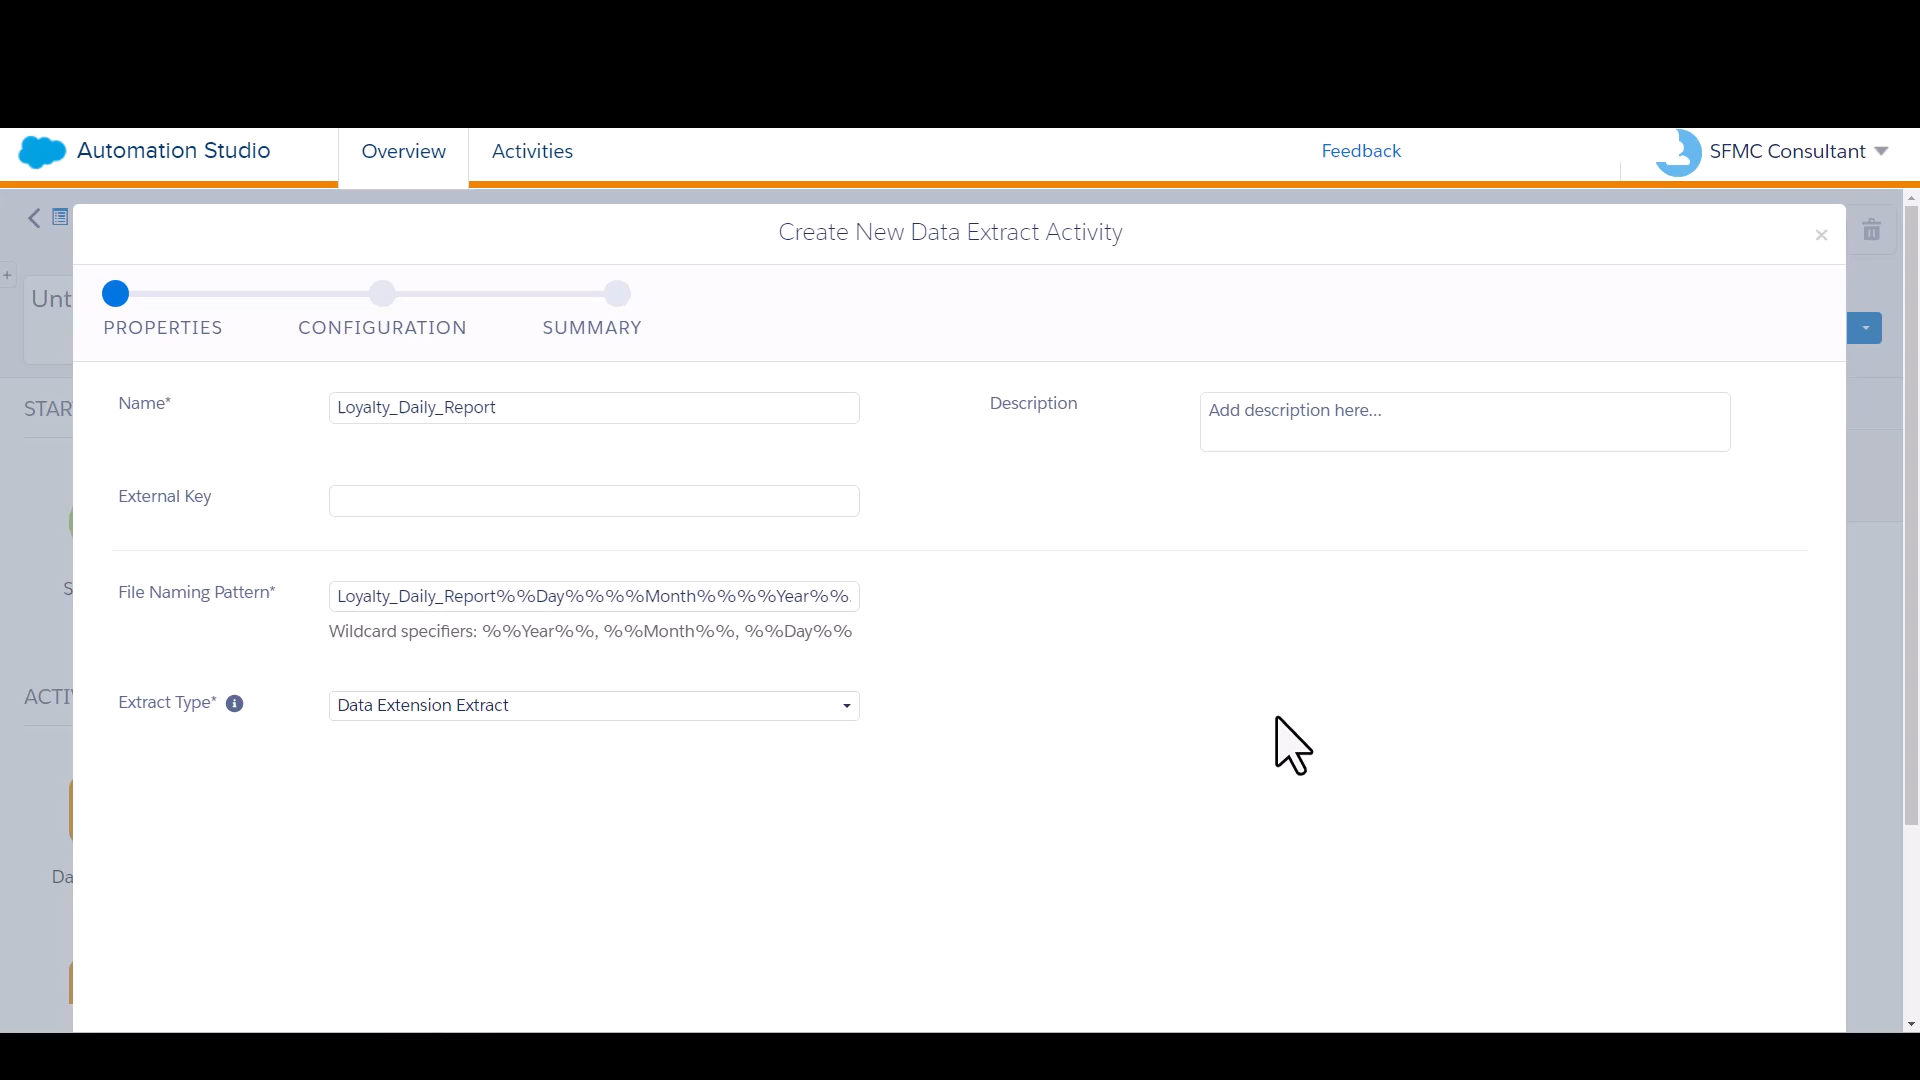 Automation Studio
Overview
Activities
Feedback
SFMC Consultant
Create New Data Extract Activity
×
+
Unt
PROPERTIES
CONFIGURATION
SUMMARY
STAR
Name*
Loyalty_Daily_Report
Description
Add description here...
External Key
S
File Naming Pattern*
Loyalty_Daily_Report%%Day%%%%Month%%%%Year%%.
Wildcard specifiers: %%Year%%, %%Month%%, %%Day%%
ACTI
Extract Type*
i
Data Extension Extract
Da